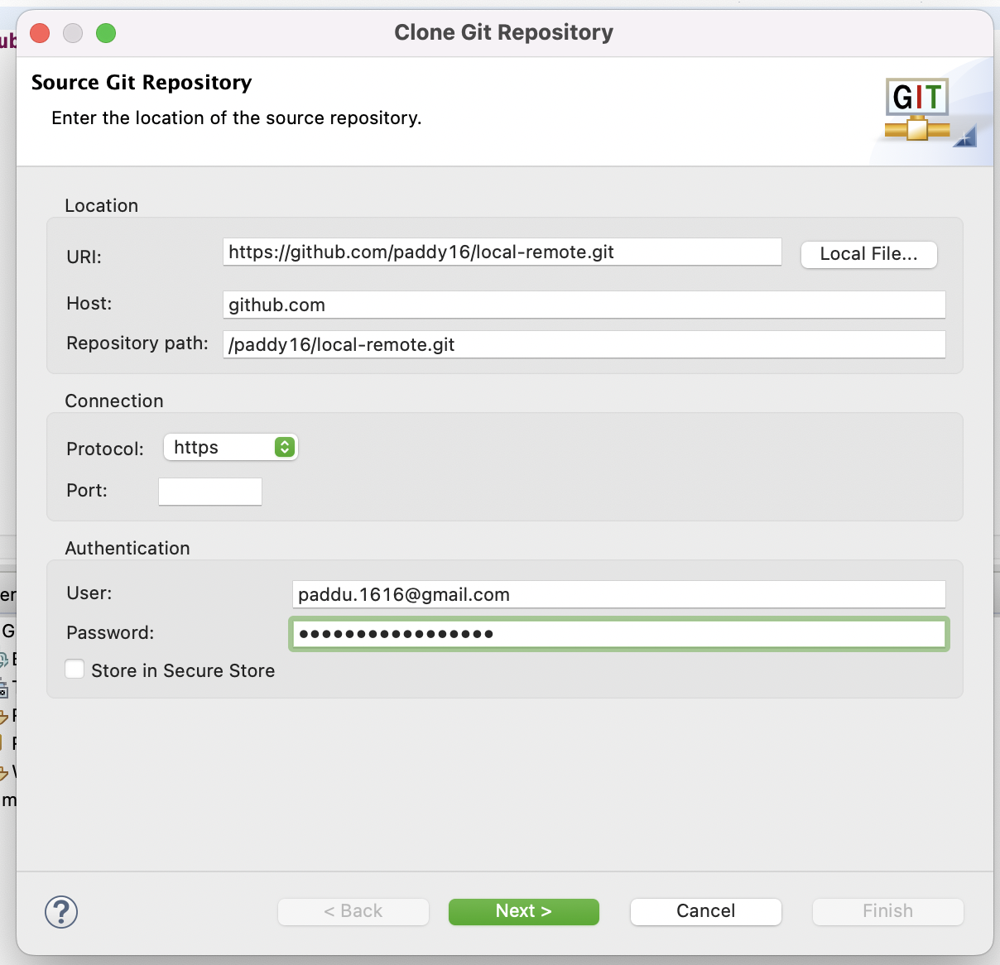 Clone Git Repository
Source Git Repository
Enter the location of the source repository.
GIT
Location
URI: https://github.com/paddy16/local-remote.git Local File...
Host: github.com
Repository path: /paddy16/local-remote.git
Connection
Protocol: https
Port:
Authentication
User: paddu.1616@gmail.com
Password: •••••••••••••••••
Store in Secure Store
? < Back Next > Cancel Finish